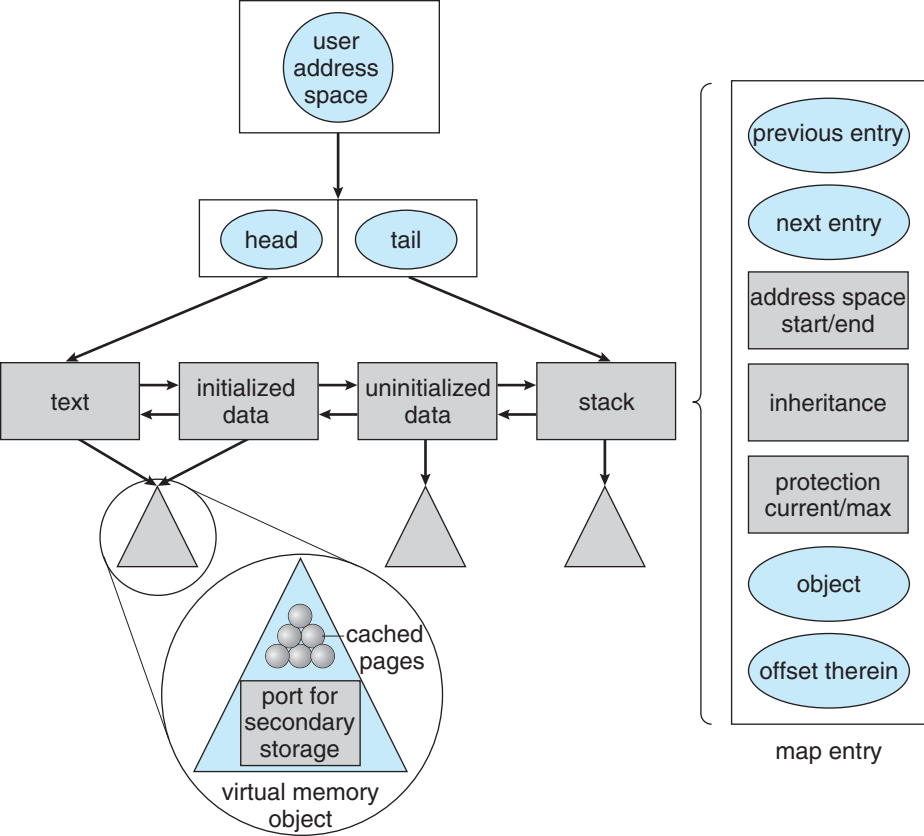 user
address
space
head
tail
text
initialized
data
uninitialized
data
stack
cached
pages
port for
secondary
storage
virtual memory
object
previous entry
next entry
address space
start/end
inheritance
protection
current/max
object
offset therein
map entry